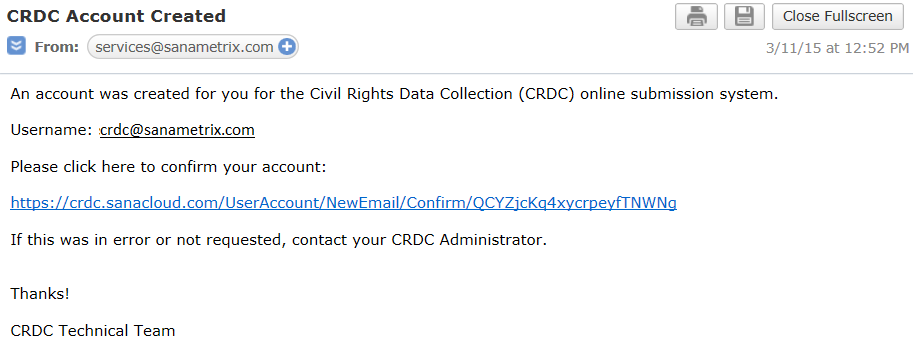 CRDC Account Created
Close Fullscreen
From: services@sanametrix.com
3/11/15 at 12:52 PM
An account was created for you for the Civil Rights Data Collection (CRDC) online submission system.
Username: crdc@sanametrix.com
Please click here to confirm your account:
https://crdc.sanacloud.com/UserAccount/NewEmail/Confirm/QCYZjcKq4xycrpeyfTNWNg
If this was in error or not requested, contact your CRDC Administrator.
Thanks!
CRDC Technical Team